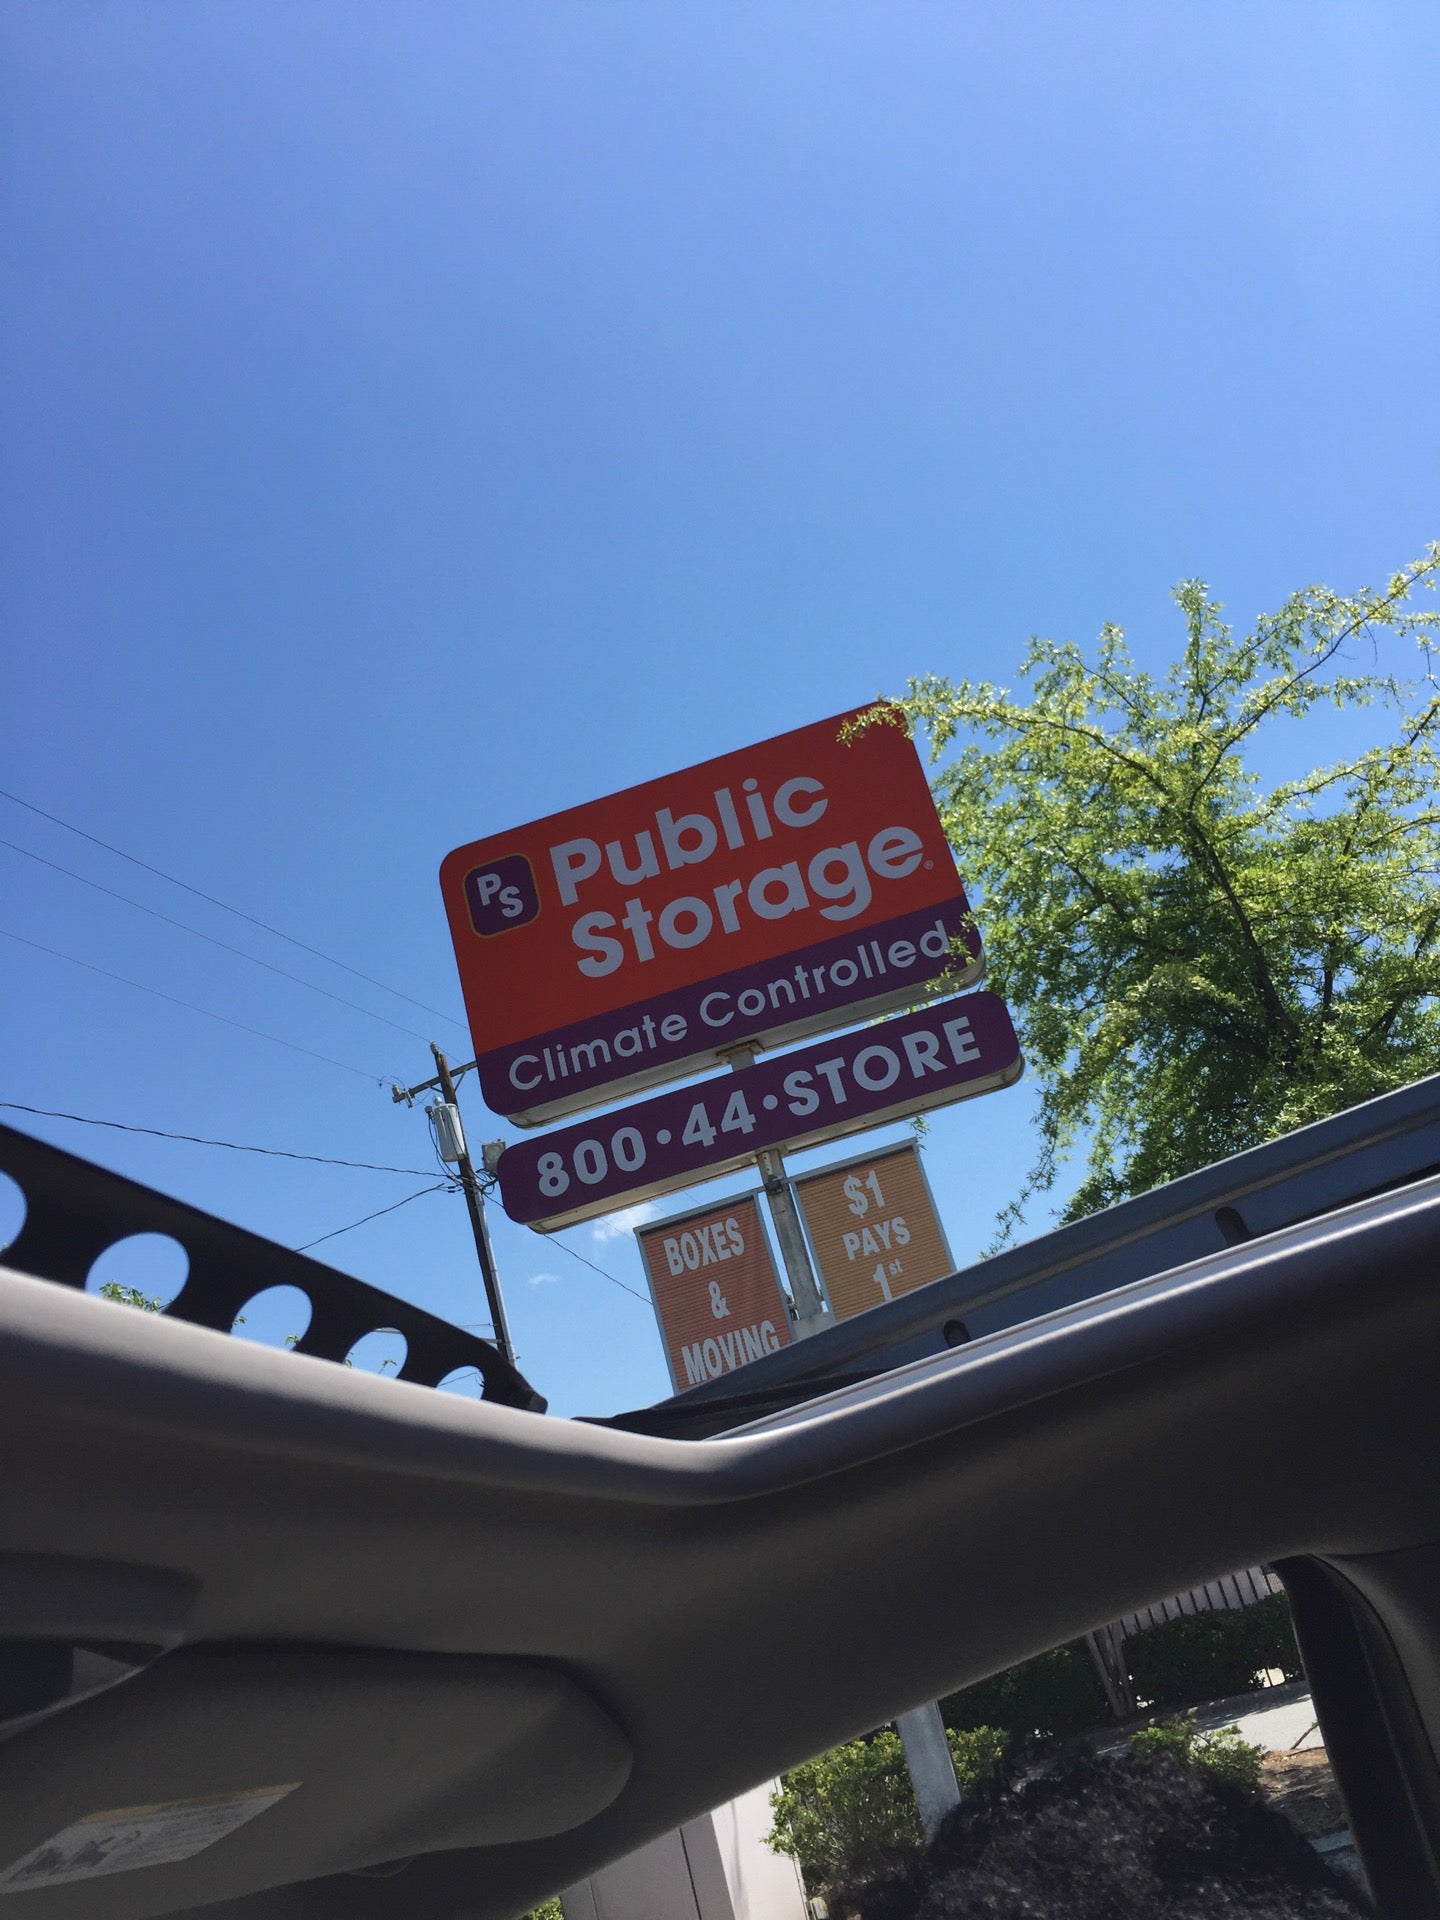 PS
Public
Storage®
Climate Controlled
800·44·STORE
BOXES
&
MOVING
$1
PAYS
1st